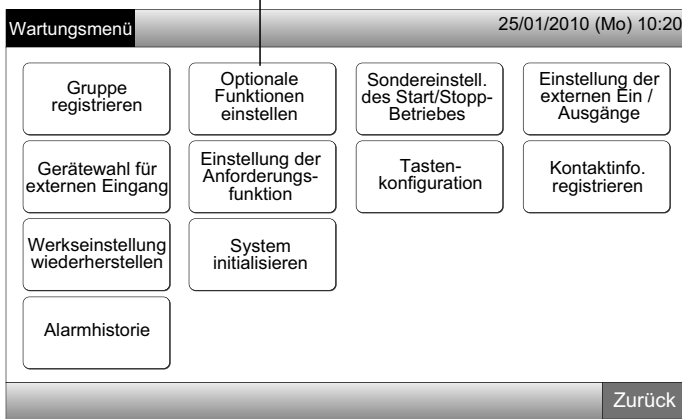 Wartungsmenü
25/01/2010 (Mo) 10:20
Gruppe
registrieren
Optionale
Funktionen
einstellen
Sondereinstell.
des Start/Stopp-
Betriebes
Einstellung der
externen Ein /
Ausgänge
Gerätewahl für
externen Eingang
Einstellung der
Anforderungs-
funktion
Tasten-
konfiguration
Kontaktinfo.
registrieren
Werkseinstellung
wiederherstellen
System
initialisieren
Alarmhistorie
Zurück